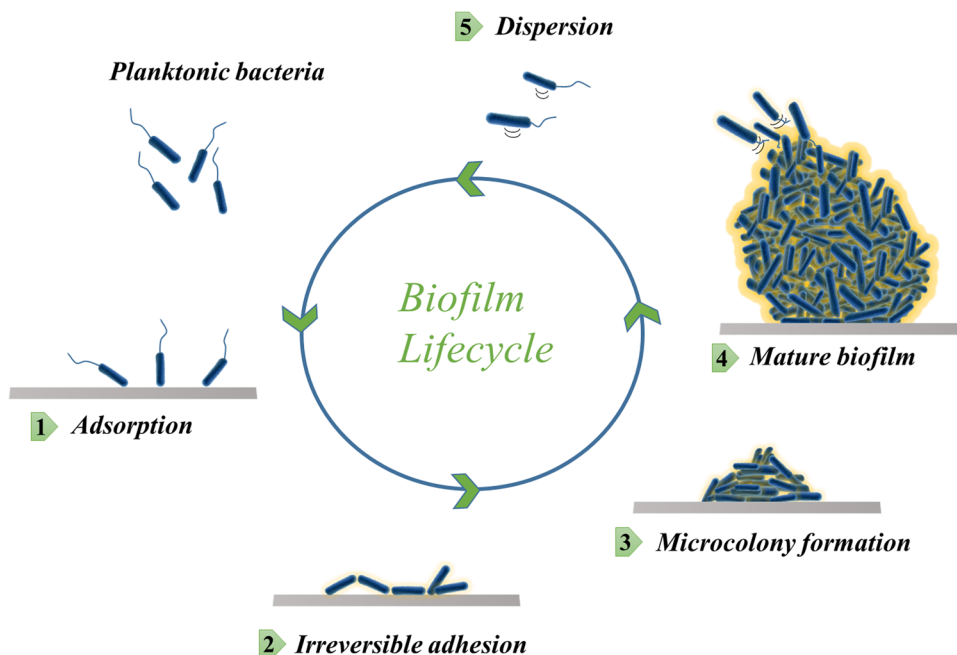 5 Dispersion
Planktonic bacteria
Biofilm
Lifecycle
4 Mature biofilm
1 Adsorption
3 Microcolony formation
2 Irreversible adhesion